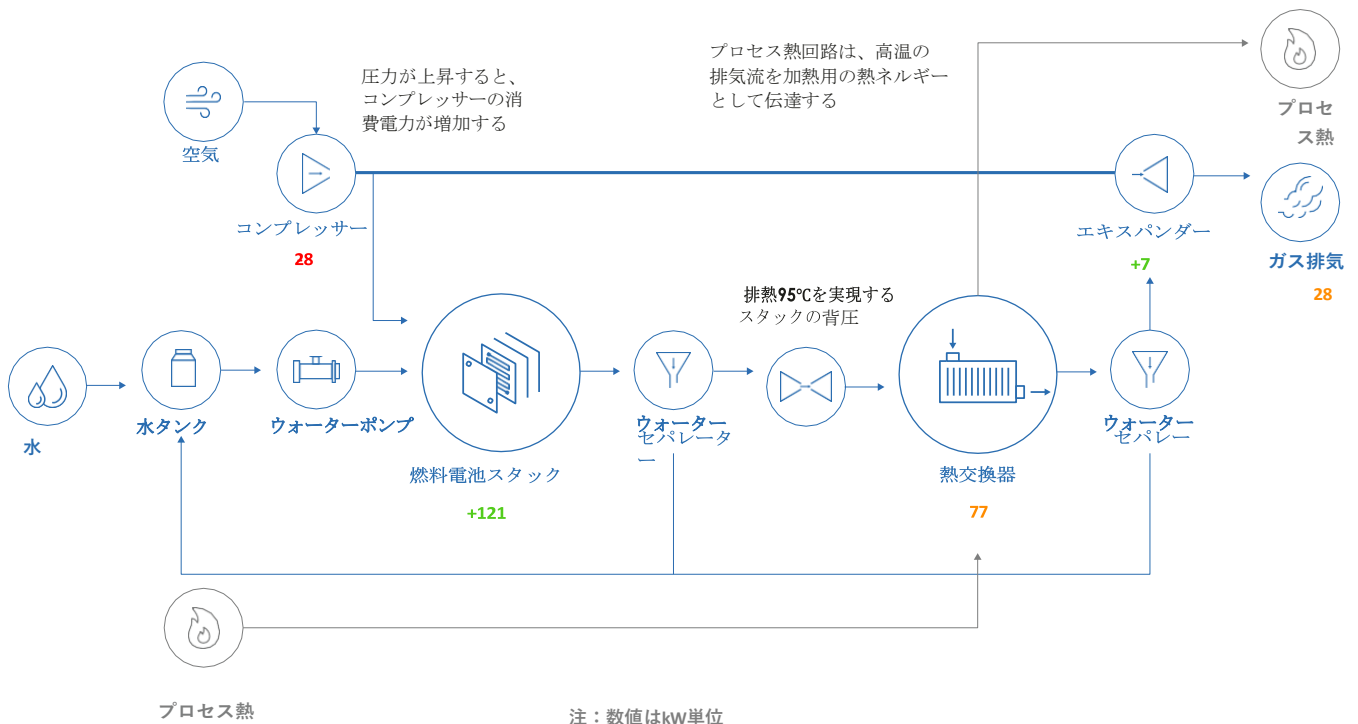 圧力が上昇すると、
コンプレッサーの消
費電力が増加する
プロセス熱回路は、高温の
排気流を加熱用の熱ネルギー
として伝達する
プロセ
ス熱
空気
コンプレッサー
28
エキスパンダー
+7
ガス排気
28
排熱95℃を実現する
スタックの背圧
水
水タンク
ウォーターポンプ
燃料電池スタック
+121
ウォーター
セパレータ
ー
熱交換器
77
ウォーター
セパレー
プロセス熱
注：数値はkW単位